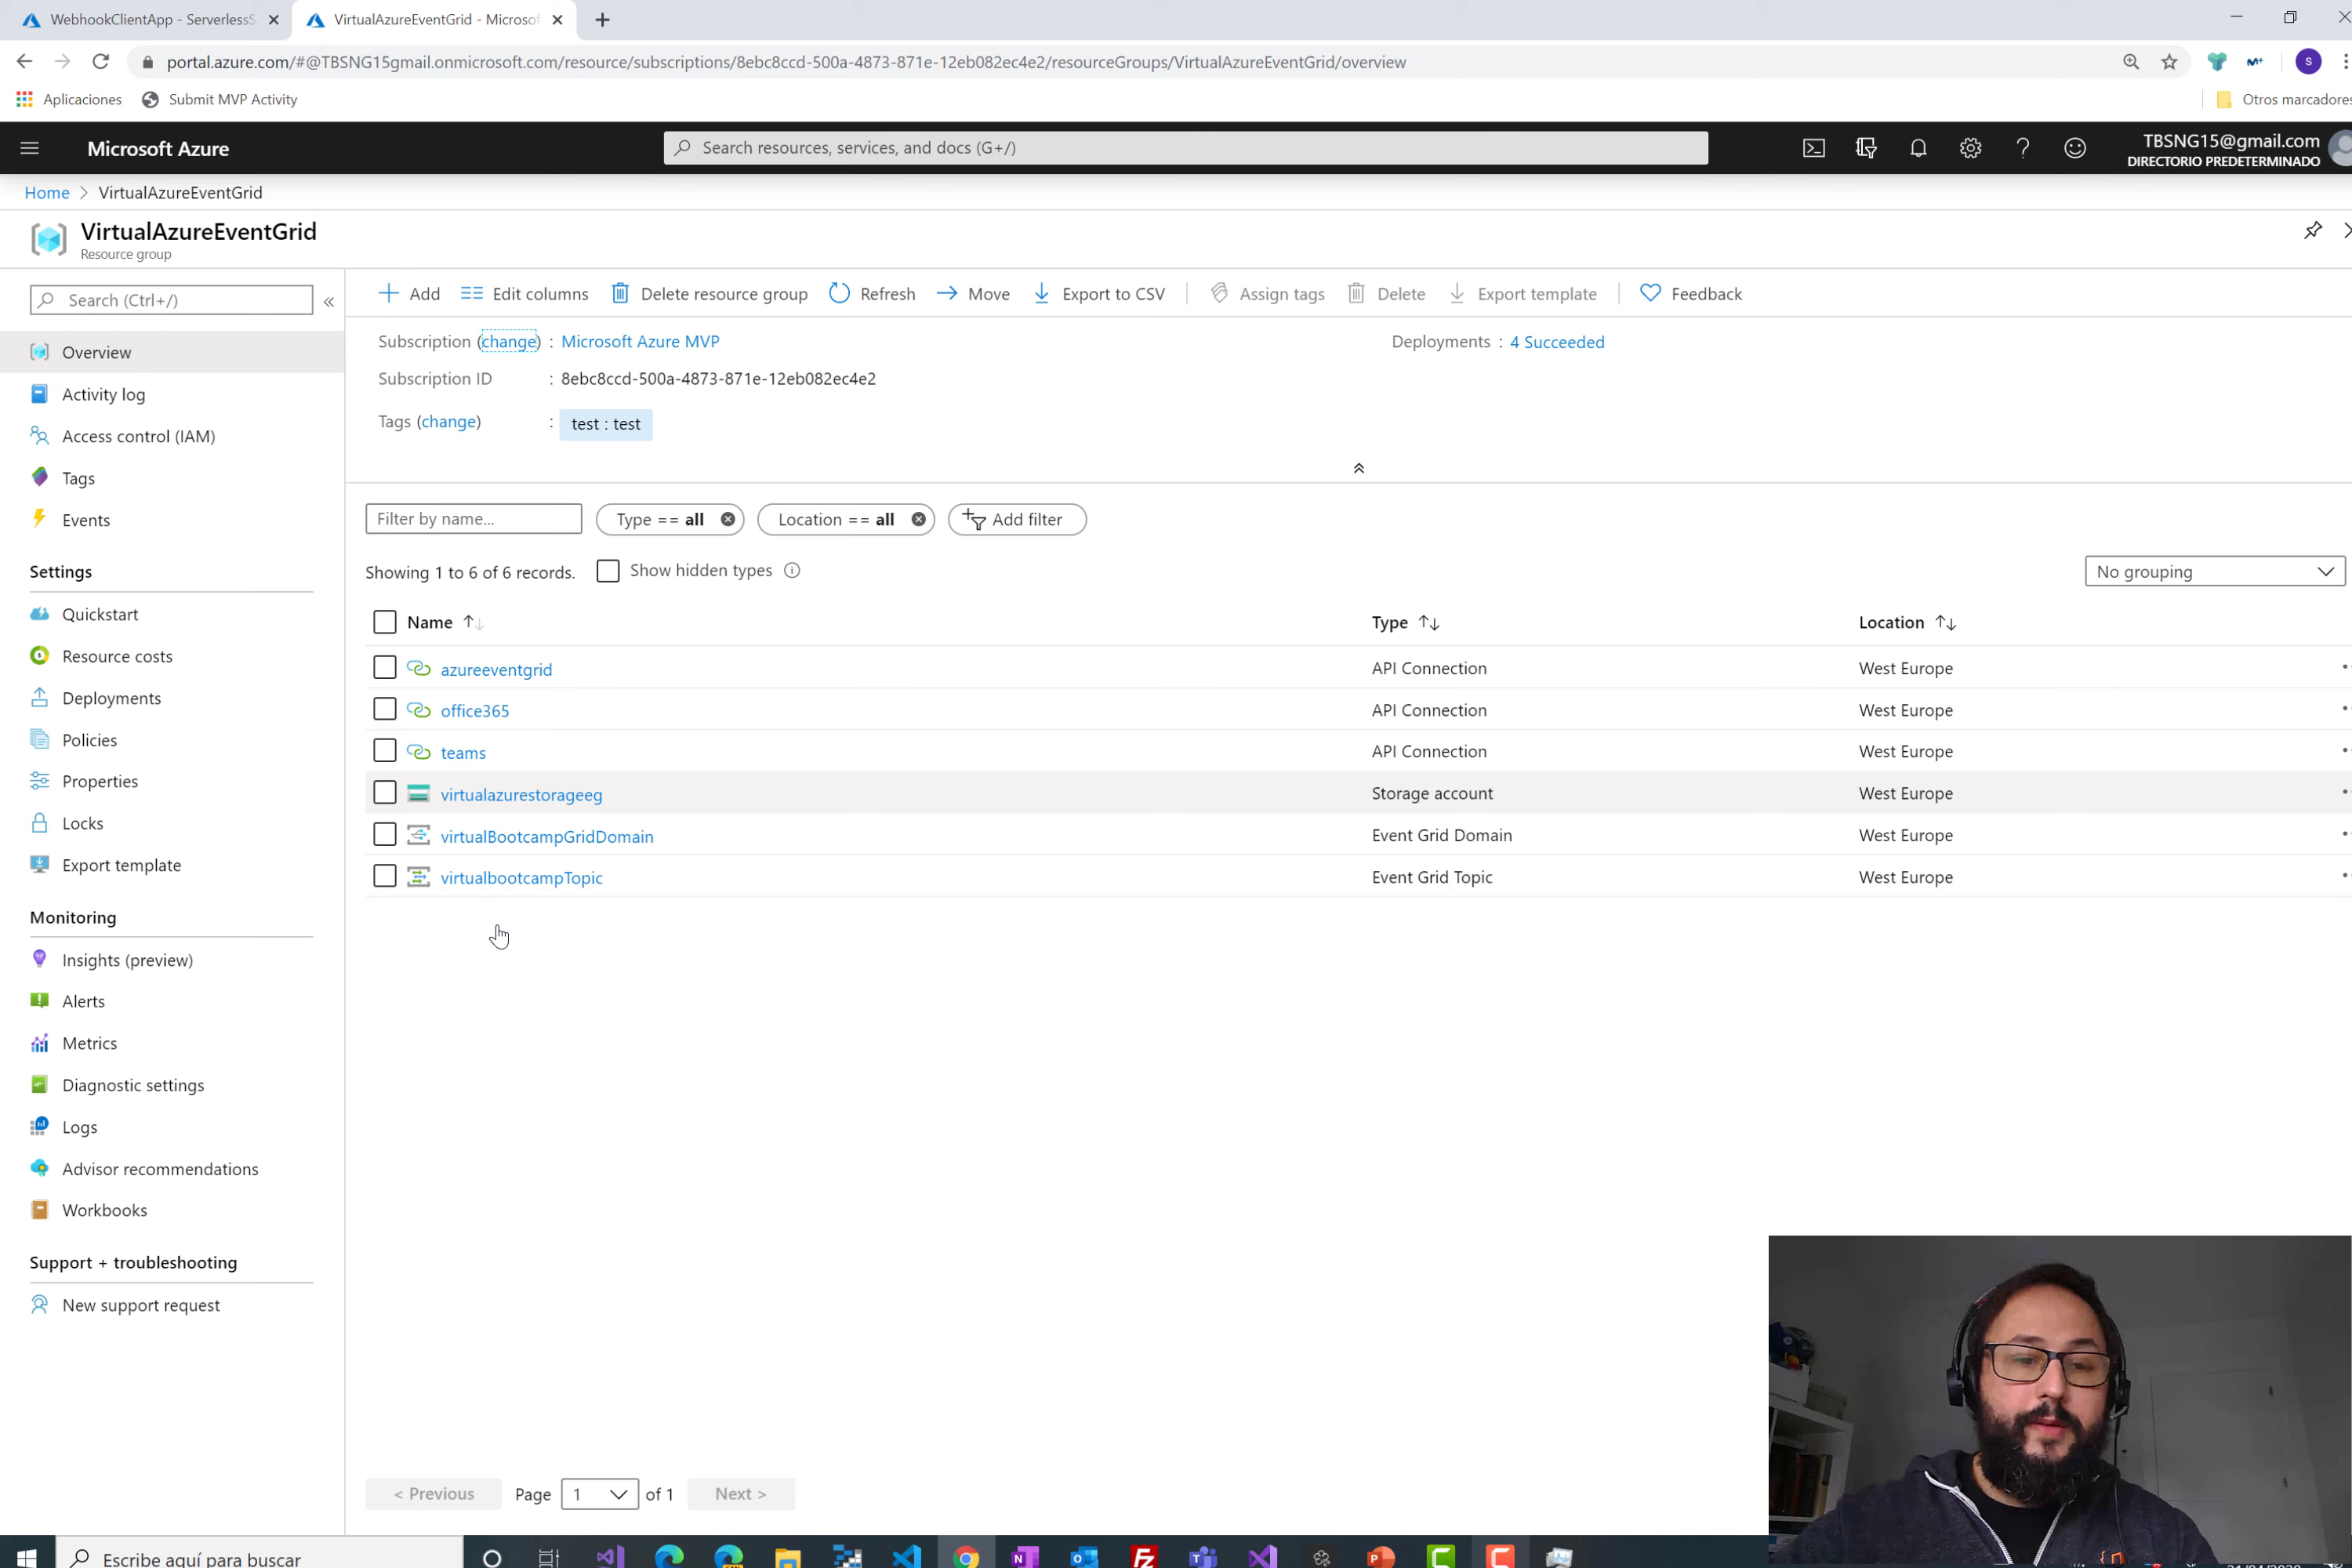 WebhookClientApp - ServerlessS
VirtualAzureEventGrid - Microsof
portal.azure.com/#@TBSNG15gmail.onmicrosoft.com/resource/subscriptions/8ebc8ccd-500a-4873-871e-12eb082ec4e2/resourceGroups/VirtualAzureEventGrid/overview
S
Aplicaciones
Submit MVP Activity
Otros marcadores
Microsoft Azure
Search resources, services, and docs (G+/)
TBSNG15@gmail.com
DIRECTORIO PREDETERMINADO
Home > VirtualAzureEventGrid
VirtualAzureEventGrid
Resource group
Search (Ctrl+/)
«
Add
Edit columns
Delete resource group
Refresh
Move
Export to CSV
Assign tags
Delete
Export template
Feedback
Overview
Activity log
Access control (IAM)
Tags
Events
Settings
Quickstart
Resource costs
Deployments
Policies
Properties
Locks
Export template
Monitoring
Insights (preview)
Alerts
Metrics
Diagnostic settings
Logs
Advisor recommendations
Workbooks
Support + troubleshooting
New support request
Subscription (change) : Microsoft Azure MVP
Deployments : 4 Succeeded
Subscription ID : 8ebc8ccd-500a-4873-871e-12eb082ec4e2
Tags (change) : test : test
Filter by name...
Type == all
Location == all
Add filter
Showing 1 to 6 of 6 records.
Show hidden types
No grouping
Name Type Location
azureeventgrid API Connection West Europe
office365 API Connection West Europe
teams API Connection West Europe
virtualazurestorageeg Storage account West Europe
virtualBootcampGridDomain Event Grid Domain West Europe
virtualbootcampTopic Event Grid Topic West Europe
< Previous Page 1 of 1 Next >
Escribe aquí para buscar